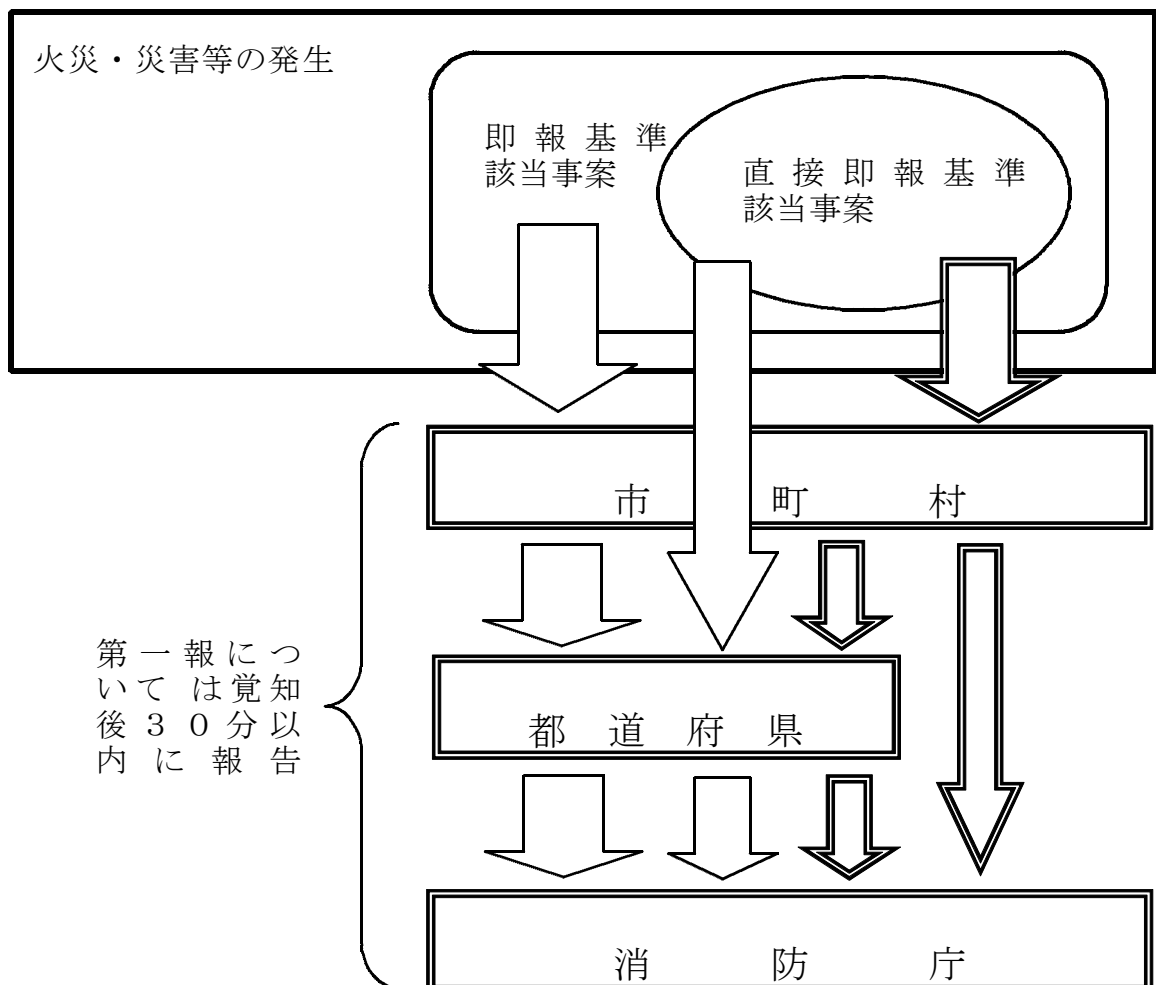 火災・災害等の発生
即報基準
該当事案
直接即報基準
該当事案
市町村
第一報につ
いては覚知
後３０分以
内に報告
都道府県
消防庁